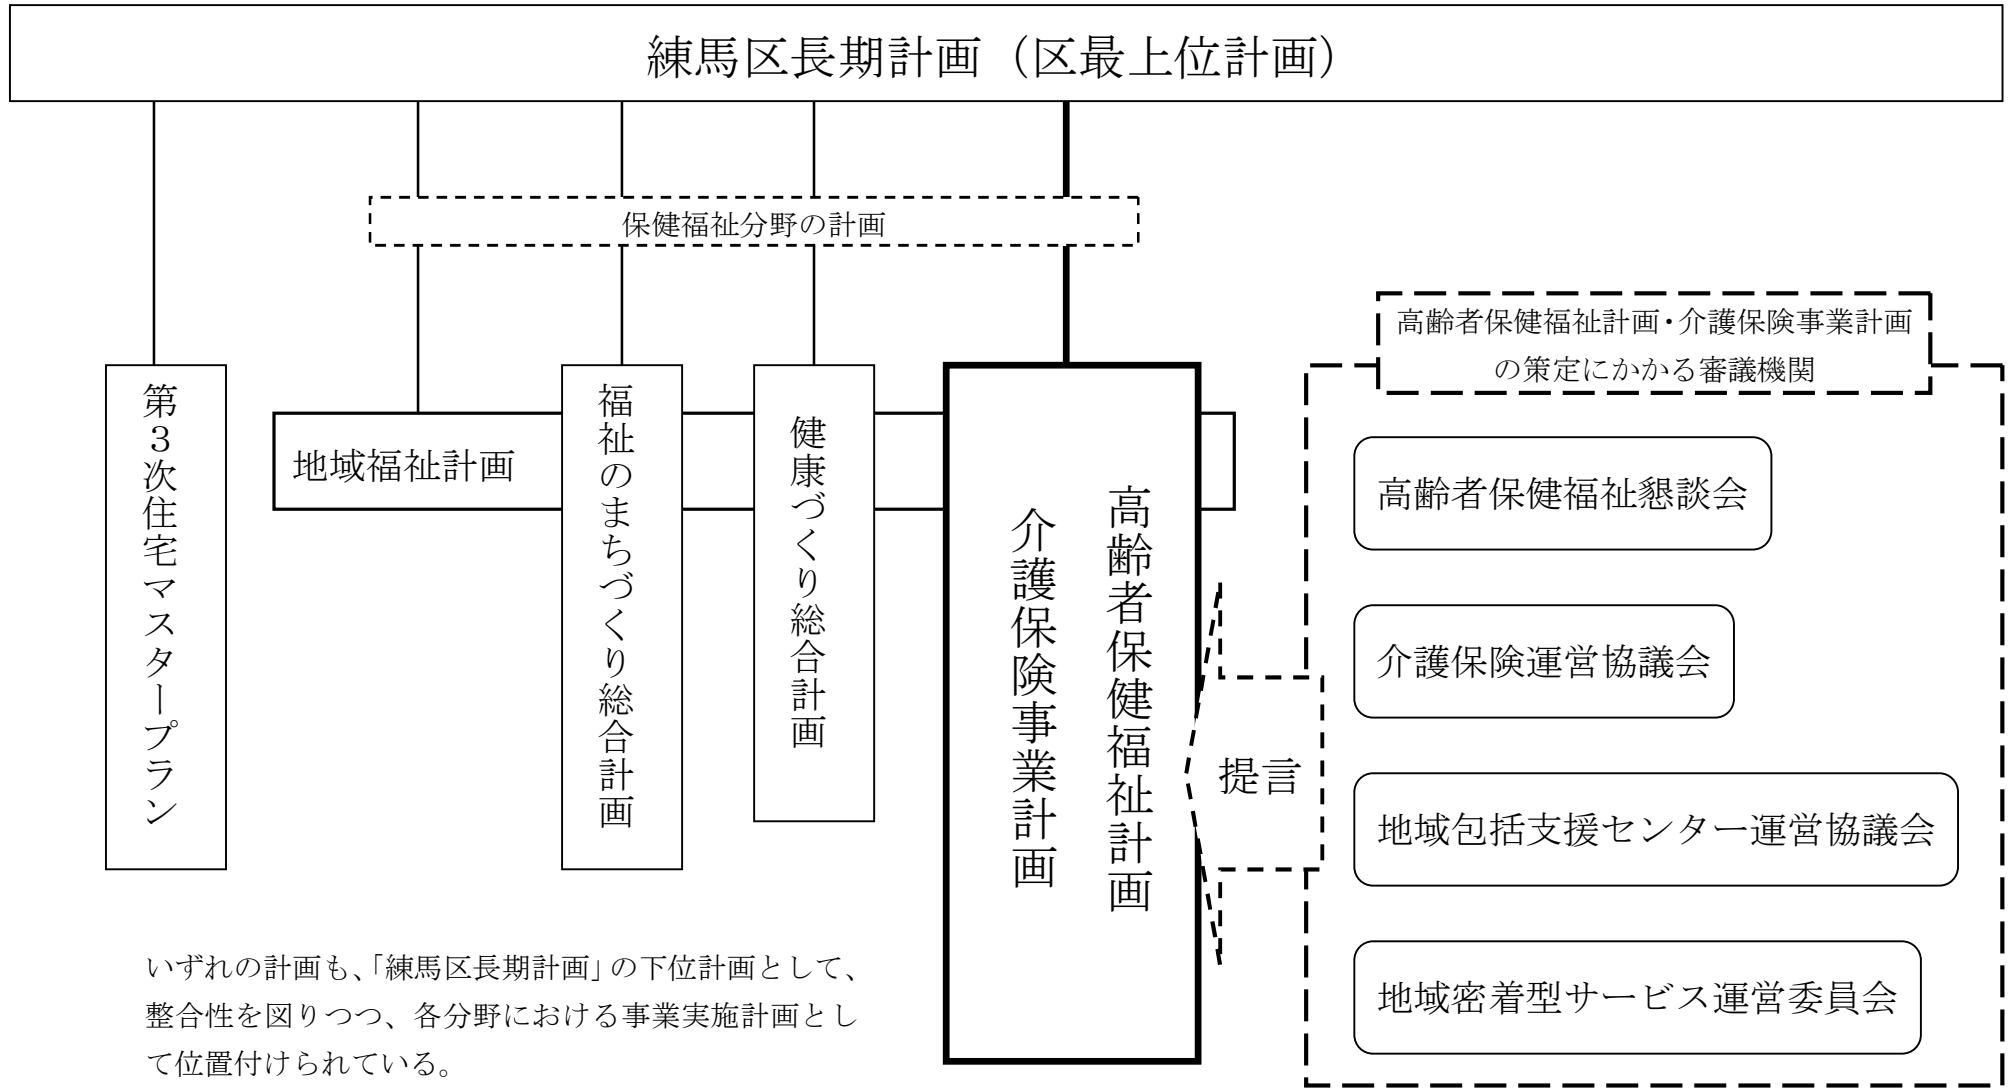 練馬区長期計画（区最上位計画）
保健福祉分野の計画
第３次住宅マスタープラン
地域福祉計画
福祉のまちづくり総合計画
健康づくり総合計画
高齢者保健福祉計画
介護保険事業計画
提言
高齢者保健福祉計画・介護保険事業計画
の策定にかかる審議機関
高齢者保健福祉懇談会
介護保険運営協議会
地域包括支援センター運営協議会
地域密着型サービス運営委員会
いずれの計画も、「練馬区長期計画」の下位計画として、
整合性を図りつつ、各分野における事業実施計画とし
て位置付けられている。